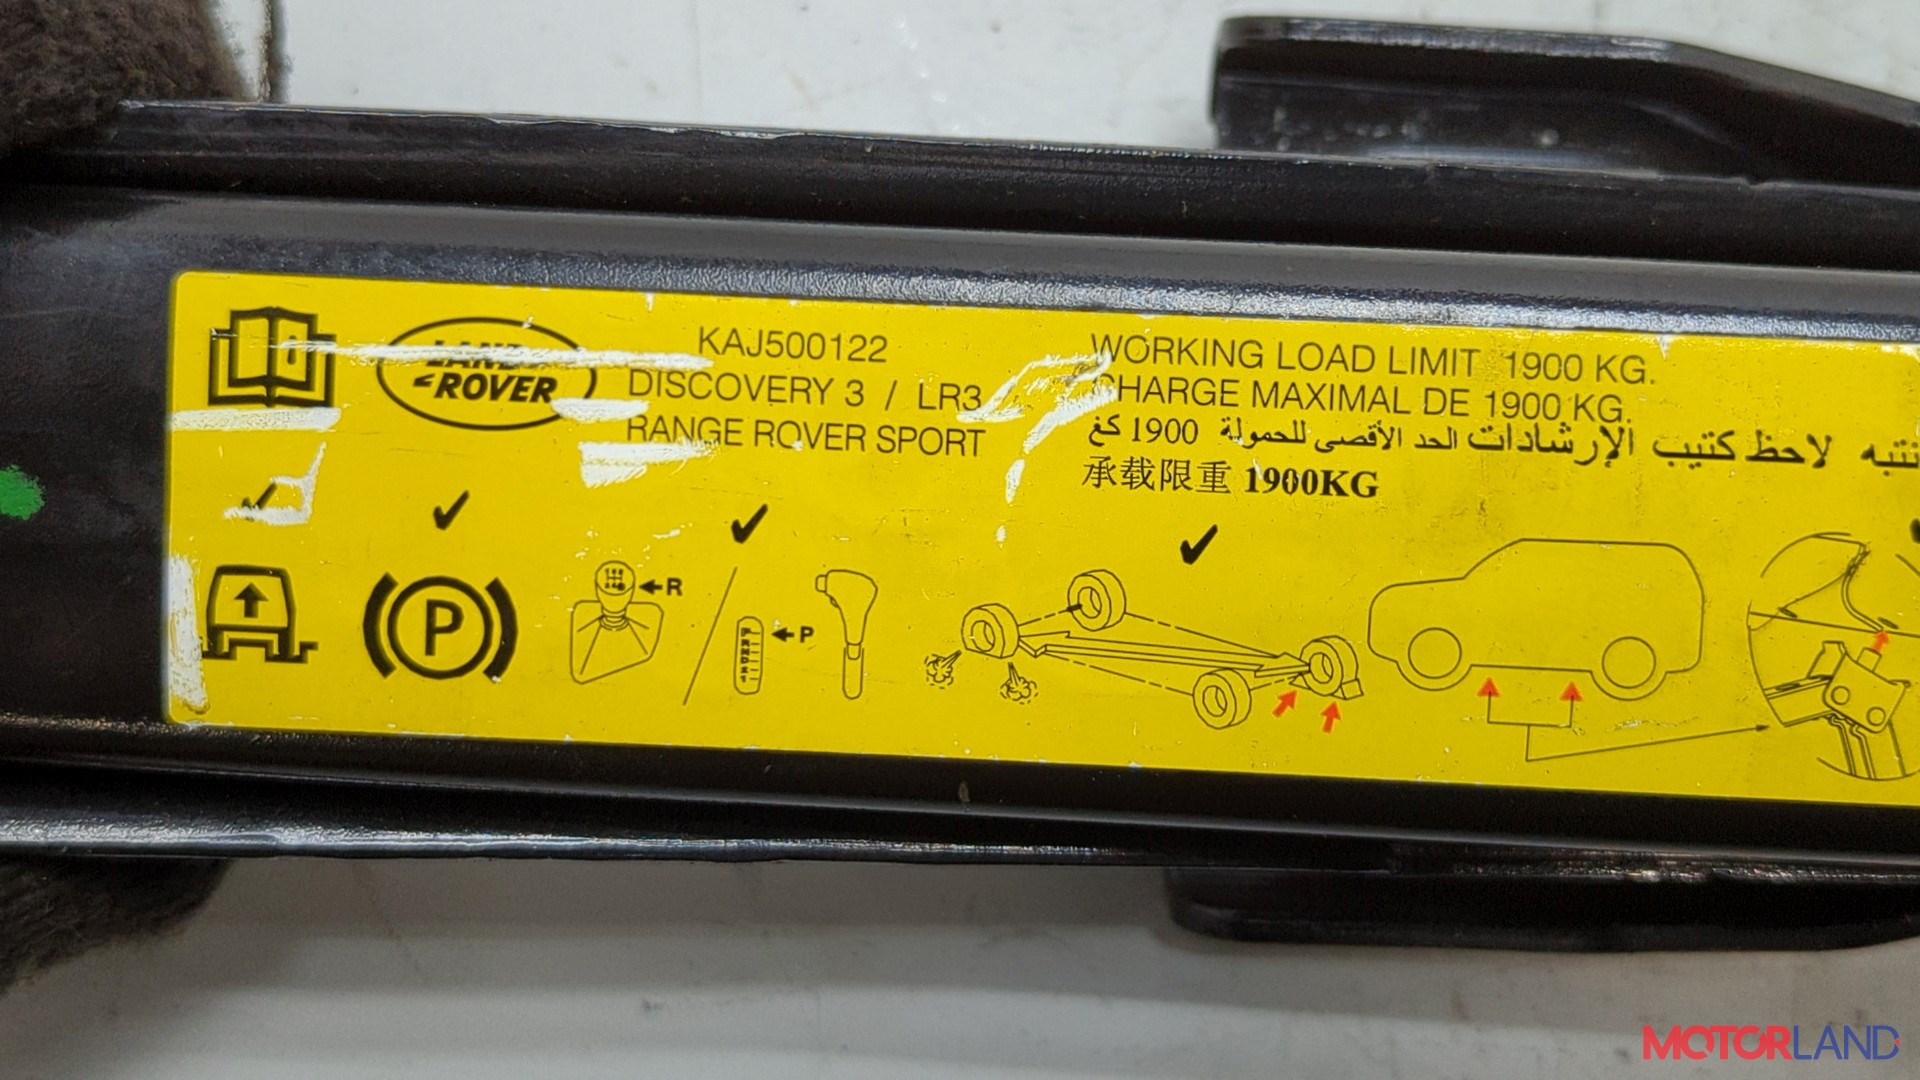 LAND
ROVER
KAJ500122
DISCOVERY 3 / LR3
RANGE ROVER SPORT
WORKING LOAD LIMIT 1900 KG.
CHARGE MAXIMAL DE 1900 KG.
لاحظ كتيب الإرشادات الحد الأقصى للحمولة 1900 كغ
承载限重 1900KG
R
P
P
MOTORLAND